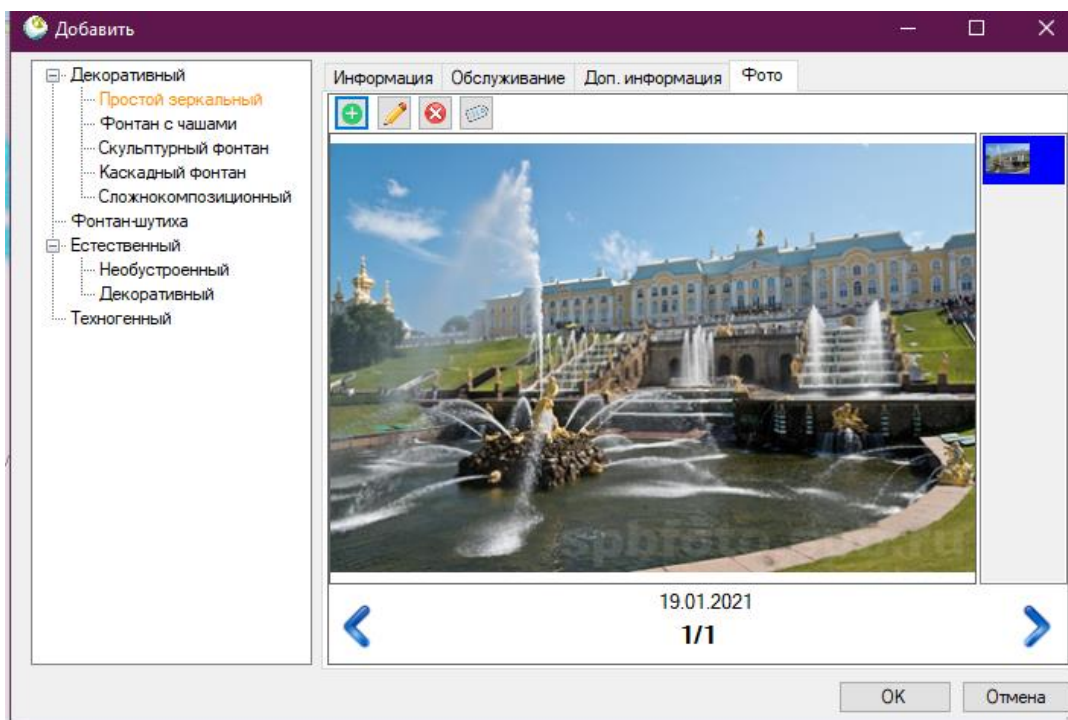 Добавить
Декоративный
Простой зеркальный
Фонтан с чашами
Скульптурный фонтан
Каскадный фонтан
Сложнокомпозиционный
Фонтан-шутиха
Естественный
Необустроенный
Декоративный
Техногенный
Информация Обслуживание Доп. информация Фото
19.01.2021
1/1
OK Отмена